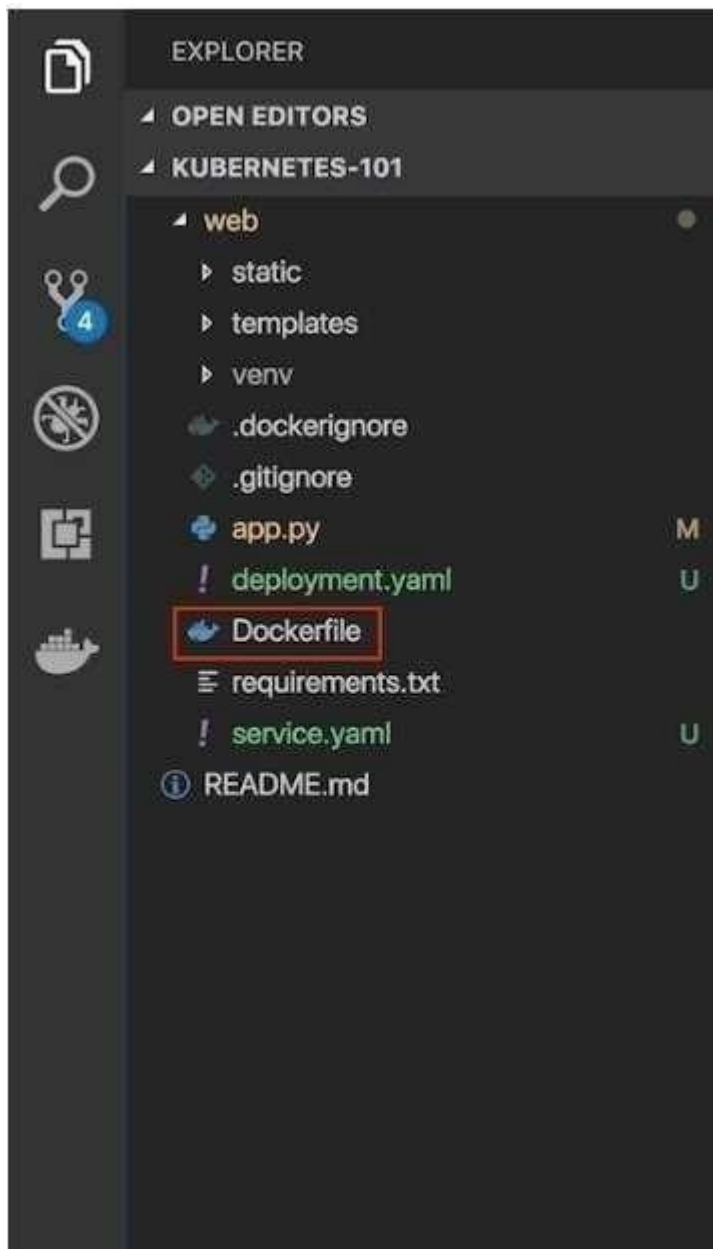 EXPLORER
OPEN EDITORS
KUBERNETES-101
web
static
templates
4
venv
.dockerignore
.gitignore
app.py M
! deployment.yaml U
Dockerfile
requirements.txt
! service.yaml U
README.md